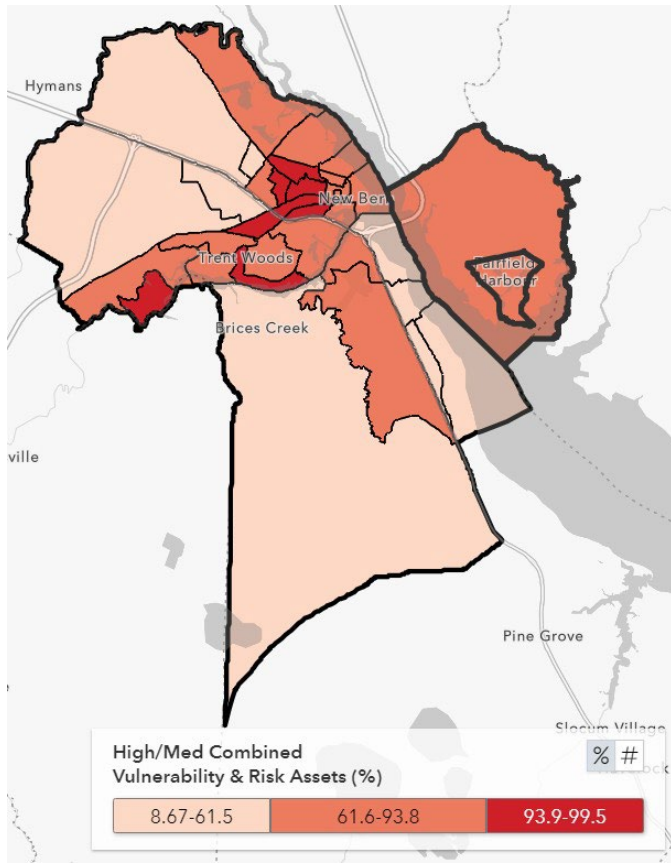 Hymans
New Ber
Trent Woods
Fairfield
Harbour
Brices Creek
ville
Pine Grove
Slocum Village
High/Med Combined
Vulnerability & Risk Assets (%)
% #
8.67-61.5 61.6-93.8 93.9-99.5